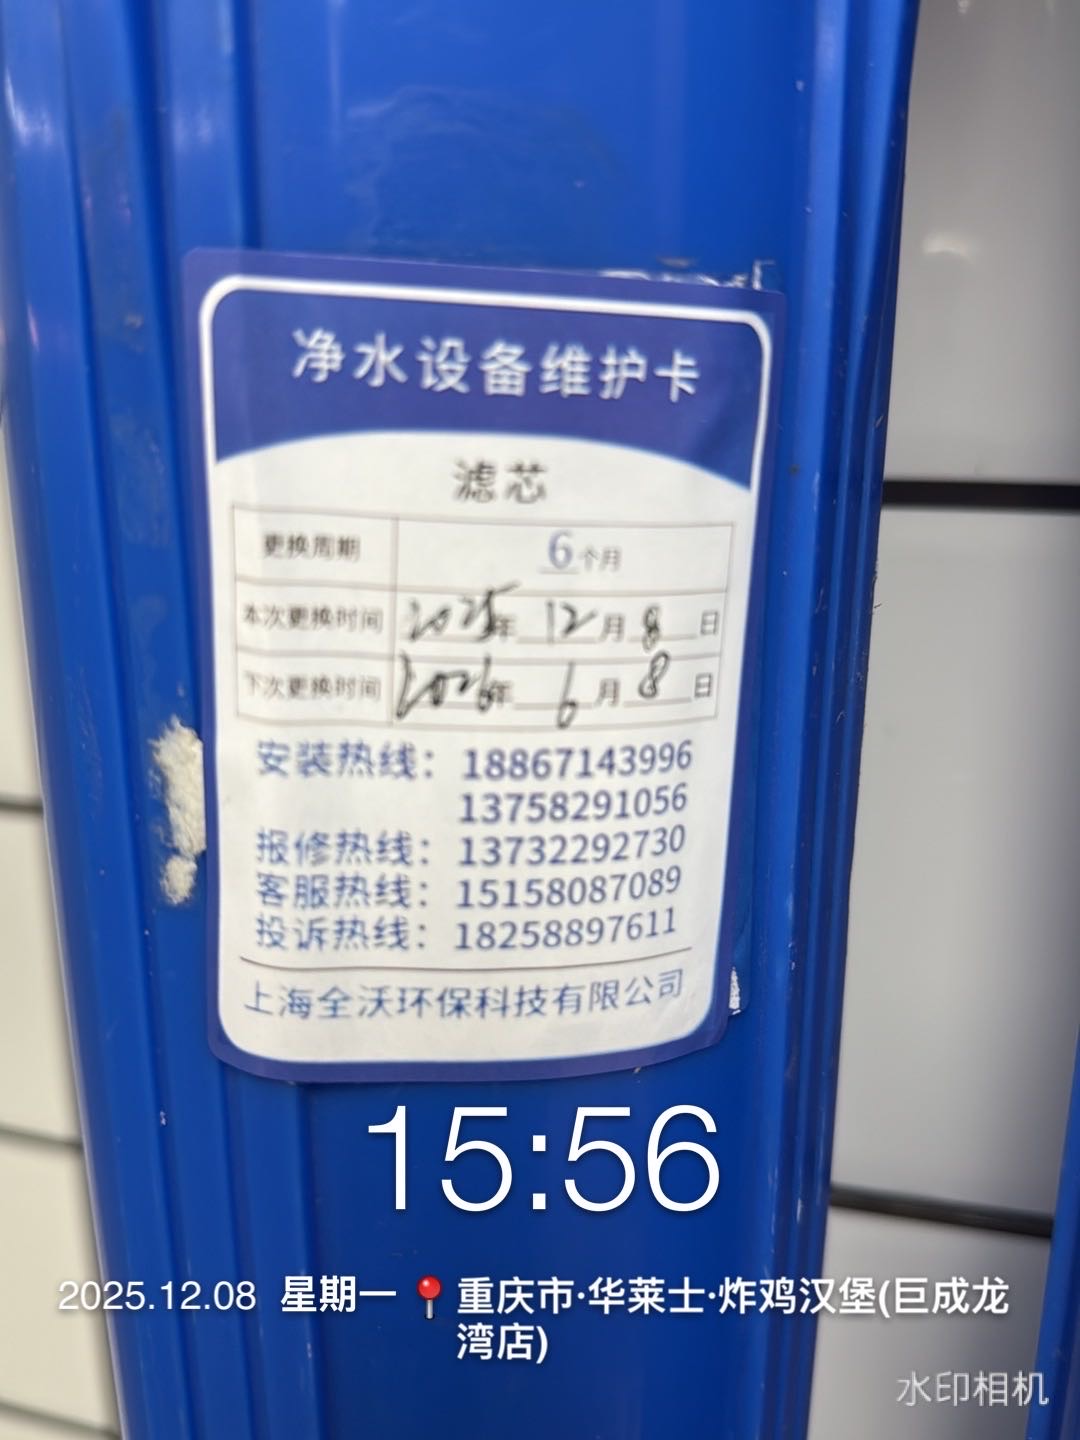 净水设备维护卡
滤芯
更换周期 6个月
本次更换时间 2025年 12月 8日
下次更换时间 2026年 6月 8日
安装热线：18867143996
13758291056
报修热线：13732292730
客服热线：15158087089
投诉热线：18258897611
上海全沃环保科技有限公司
15:56
2025.12.08 星期一 重庆市·华莱士·炸鸡汉堡(巨成龙
湾店)
水印相机